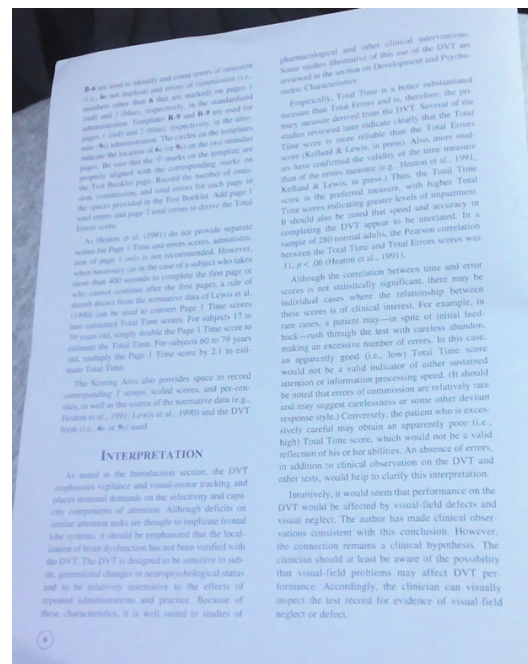 B-6 are used to identify and count errors of omission
(i.e., 6s not marked) and errors of commission (i.e.,
numbers other than 6 that are marked) on pages 1
(red) and 2 (blue), respectively, in the standardized
administration. Templates R-9 and B-9 are used for
pages 1 (red) and 2 (blue), respectively, in the alter-
nate (9s) administration. The circles on the templates
indicate the location of 6s (or 9s) on the two stimulus
pages. Be sure that the marks on the template are
properly aligned with the corresponding marks on
the Test Booklet page. Record the number of omis-
sion, commission, and total errors for each page in
the spaces provided in the Test Booklet. Add page 1
total errors and page 2 total errors to derive the Total
Errors score.
As Heaton et al. (1991) do not provide separate
norms for Page 1 Time and errors scores, administra-
tion of page 1 only is not recommended. However,
when necessary (as in the case of a subject who takes
more than 400 seconds to complete the first page or
who cannot continue after the first page), a rule of
thumb drawn from the normative data of Lewis et al.
(1990) can be used to convert Page 1 Time scores
into estimated Total Time scores. For subjects 17 to
59 years old, simply double the Page 1 Time score to
estimate the Total Time. For subjects 60 to 79 years
old, multiply the Page 1 Time score by 2.1 to esti-
mate Total Time.
The Scoring Area also provides space to record
corresponding T scores, scaled scores, and per-cen-
tiles, as well as the source of the normative data (e.g.,
Heaton et al., 1991; Lewis et al., 1990) and the DVT
form (i.e., 6s or 9s) used.
INTERPRETATION
As noted in the Introduction section, the DVT
emphasizes vigilance and visual-motor tracking and
places minimal demands on the selectivity and capa-
city components of attention. Although deficits on
similar attention tasks are thought to implicate frontal
lobe systems, it should be emphasized that the local-
ization of brain dysfunction has not been verified with
the DVT. The DVT is designed to be sensitive to sub-
tle, generalized changes in neuropsychological status
and to be relatively insensitive to the effects of
repeated administrations and practice. Because of
these characteristics, it is well suited to studies of
6
pharmacological and other clinical interventions.
Some studies illustrative of this use of the DVT are
reviewed in the section on Development and Psycho-
metric Characteristics.
Empirically, Total Time is a better substantiated
measure than Total Errors and is, therefore, the pri-
mary measure derived from the DVT. Several of the
studies reviewed later indicate clearly that the Total
Time score is more reliable than the Total Errors
score (Kelland & Lewis, in press). Also, more stud-
ies have confirmed the validity of the time measure
than of the errors measure (e.g., Heaton et al., 1991,
Kelland & Lewis, in press.) Thus, the Total Time
score is the preferred measure, with higher Total
Time scores indicating greater levels of impairment.
It should also be noted that speed and accuracy in
completing the DVT appear to be unrelated. In a
sample of 280 normal adults, the Pearson correlation
between the Total Time and Total Errors scores was
.11, p < .06 (Heaton et al., 1991).
Although the correlation between time and error
scores is not statistically significant, there may be
individual cases where the relationship between
these scores is of clinical interest. For example, in
rare cases, a patient may—in spite of initial feed-
back—rush through the test with careless abandon,
making an excessive number of errors. In this case,
an apparently good (i.e., low) Total Time score
would not be a valid indicator of either sustained
attention or information processing speed. (It should
be noted that errors of commission are relatively rare
and may suggest carelessness or some other deviant
response style.) Conversely, the patient who is exces-
sively careful may obtain an apparently poor (i.e.,
high) Total Time score, which would not be a valid
reflection of his or her abilities. An absence of errors,
in addition to clinical observation on the DVT and
other tests, would help to clarify this interpretation.
Intuitively, it would seem that performance on the
DVT would be affected by visual-field defects and
visual neglect. The author has made clinical obser-
vations consistent with this conclusion. However,
the connection remains a clinical hypothesis. The
clinician should at least be aware of the possibility
that visual-field problems may affect DVT per-
formance. Accordingly, the clinician can visually
inspect the test record for evidence of visual-field
neglect or defect.